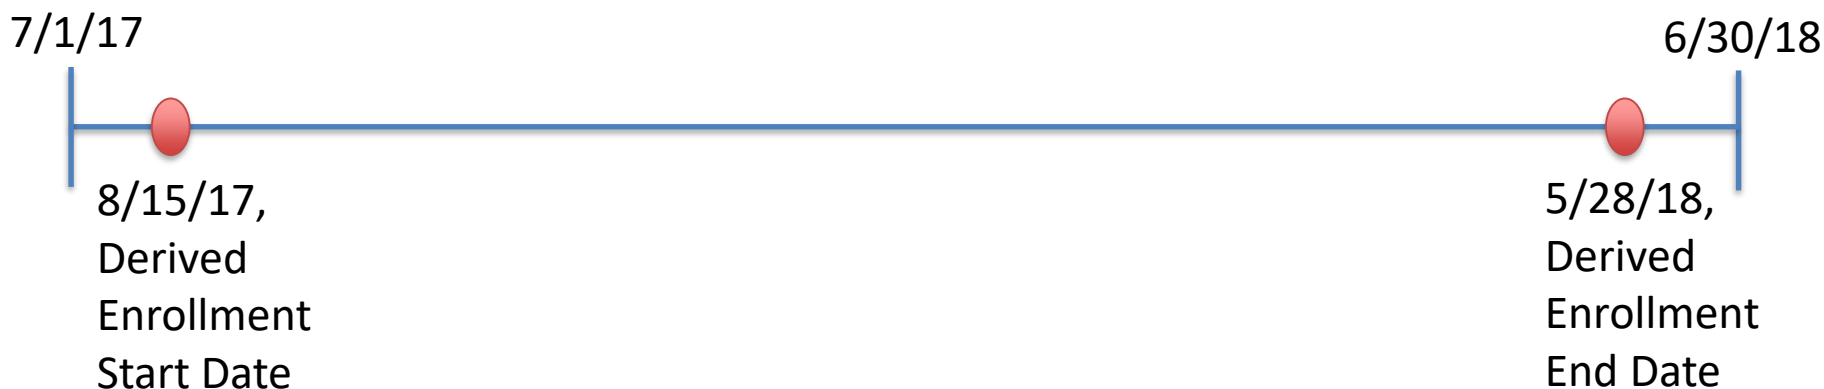 7/1/17
6/30/18
8/15/17,
Derived
Enrollment
Start Date
5/28/18,
Derived
Enrollment
End Date